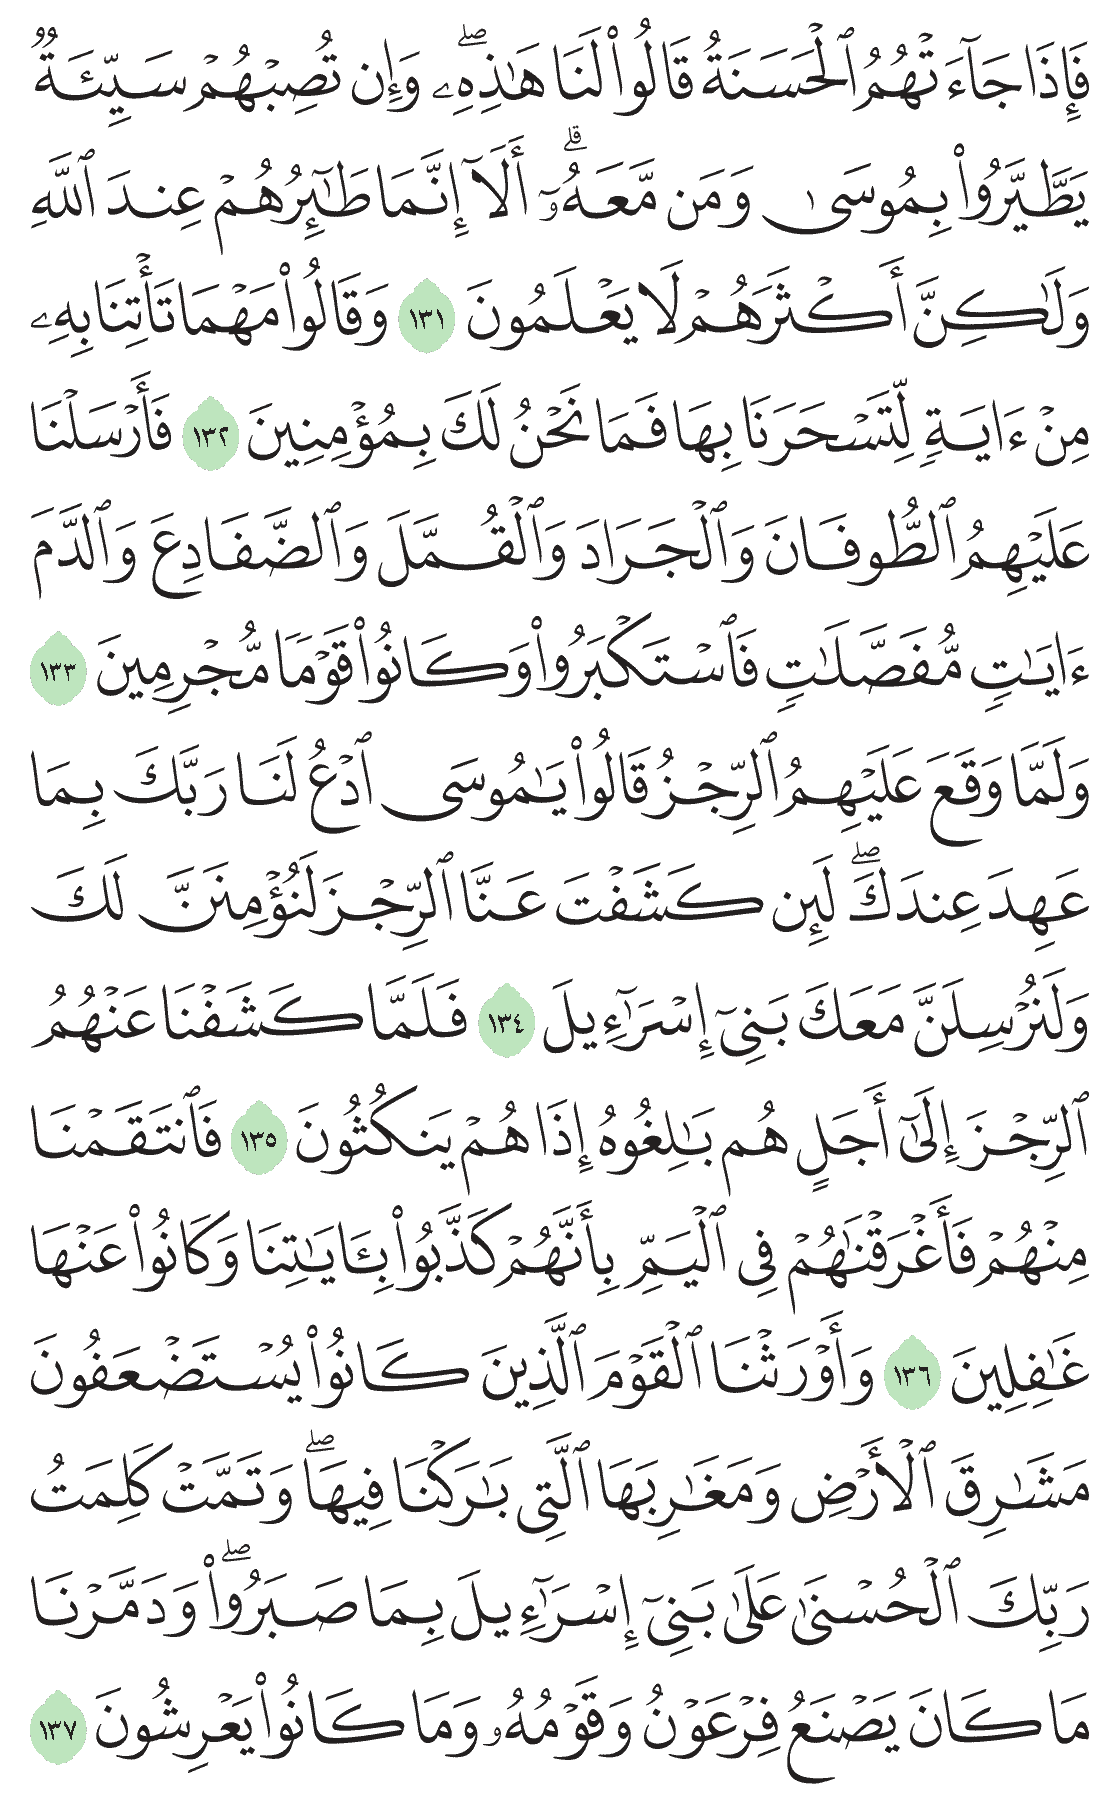 فَإِذَا جَآءَتْهُمُ ٱلْحَسَنَةُ قَالُوا۟ لَنَا هَـٰذِهِۦ ۖ وَإِن تُصِبْهُمْ سَيِّئَةٌ
يَطَّيَّرُوا۟ بِمُوسَىٰ وَمَن مَّعَهُۥٓ ۗ أَلَآ إِنَّمَا طَـٰٓئِرُهُمْ عِندَ ٱللَّهِ
وَلَـٰكِنَّ أَكْثَرَهُمْ لَا يَعْلَمُونَ ١٣١ وَقَالُوا۟ مَهْمَا تَأْتِنَا بِهِۦ
مِنْ ءَايَةٍ لِّتَسْحَرَنَا بِهَا فَمَا نَحْنُ لَكَ بِمُؤْمِنِينَ ١٣٢ فَأَرْسَلْنَا
عَلَيْهِمُ ٱلطُّوفَانَ وَٱلْجَرَادَ وَٱلْقُمَّلَ وَٱلضَّفَادِعَ وَٱلدَّمَ
ءَايَـٰتٍ مُّفَصَّلَـٰتٍ فَٱسْتَكْبَرُوا۟ وَكَانُوا۟ قَوْمًا مُّجْرِمِينَ ١٣٣
وَلَمَّا وَقَعَ عَلَيْهِمُ ٱلرِّجْزُ قَالُوا۟ يَـٰمُوسَى ٱدْعُ لَنَا رَبَّكَ بِمَا
عَهِدَ عِندَكَ ۖ لَئِن كَشَفْتَ عَنَّا ٱلرِّجْزَ لَنُؤْمِنَنَّ لَكَ
وَلَنُرْسِلَنَّ مَعَكَ بَنِىٓ إِسْرَٰٓءِيلَ ١٣٤ فَلَمَّا كَشَفْنَا عَنْهُمُ
ٱلرِّجْزَ إِلَىٰٓ أَجَلٍ هُم بَـٰلِغُوهُ إِذَا هُمْ يَنكُثُونَ ١٣٥ فَٱنتَقَمْنَا
مِنْهُمْ فَأَغْرَقْنَـٰهُمْ فِى ٱلْيَمِّ بِأَنَّهُمْ كَذَّبُوا۟ بِـَٔايَـٰتِنَا وَكَانُوا۟ عَنْهَا
غَـٰفِلِينَ ١٣٦ وَأَوْرَثْنَا ٱلْقَوْمَ ٱلَّذِينَ كَانُوا۟ يُسْتَضْعَفُونَ
مَشَـٰرِقَ ٱلْأَرْضِ وَمَغَـٰرِبَهَا ٱلَّتِى بَـٰرَكْنَا فِيهَا ۖ وَتَمَّتْ كَلِمَتُ
رَبِّكَ ٱلْحُسْنَىٰ عَلَىٰ بَنِىٓ إِسْرَٰٓءِيلَ بِمَا صَبَرُوا۟ ۖ وَدَمَّرْنَا
مَا كَانَ يَصْنَعُ فِرْعَوْنُ وَقَوْمُهُۥ وَمَا كَانُوا۟ يَعْرِشُونَ ١٣٧